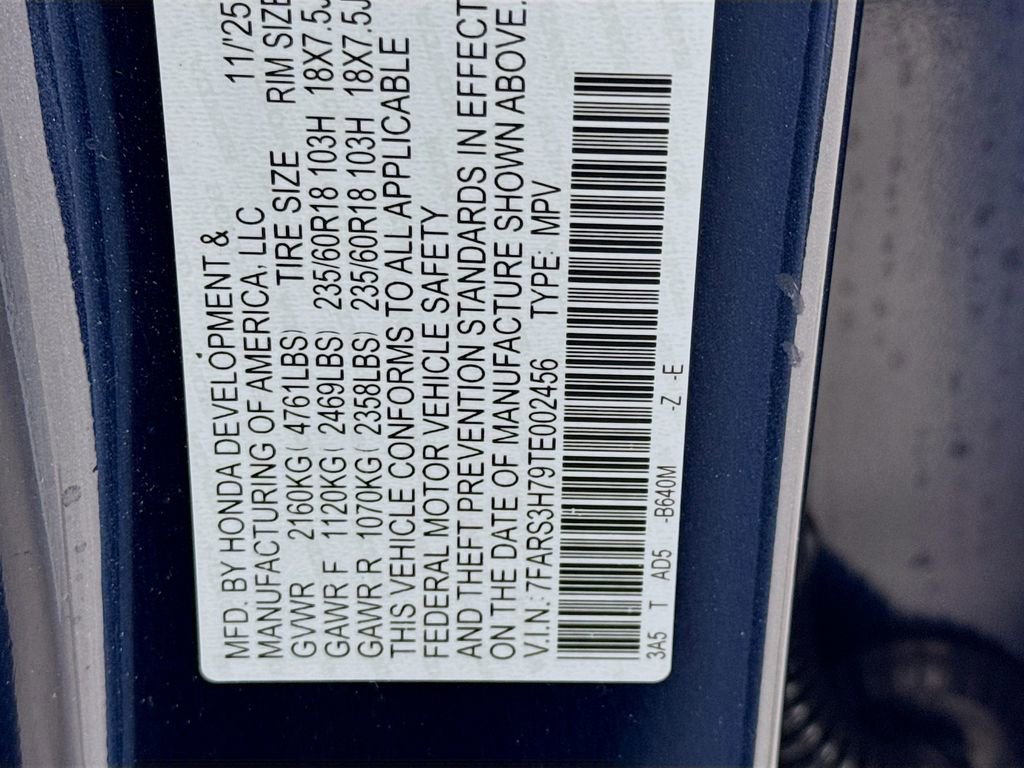 MFD. BY HONDA DEVELOPMENT & 11/'25
MANUFACTURING OF AMERICA, LLC
GVWR 2160KG( 4761LBS) TIRE SIZE RIM SIZE
GAWR F 1120KG( 2469LBS) 235/60R18 103H 18X7.5J
GAWR R 1070KG( 2358LBS) 235/60R18 103H 18X7.5J
THIS VEHICLE CONFORMS TO ALL APPLICABLE
FEDERAL MOTOR VEHICLE SAFETY
AND THEFT PREVENTION STANDARDS IN EFFECT
ON THE DATE OF MANUFACTURE SHOWN ABOVE.
V.I.N.: 7FARS3H79TE002456 TYPE: MPV
3A5 T AD5 -B640M -Z -E